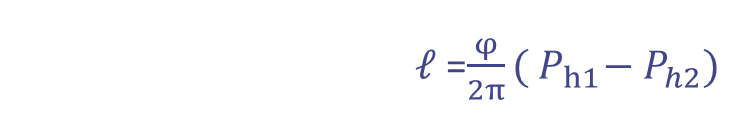 ℓ = φ/2π ( P_h1 − P_h2 )